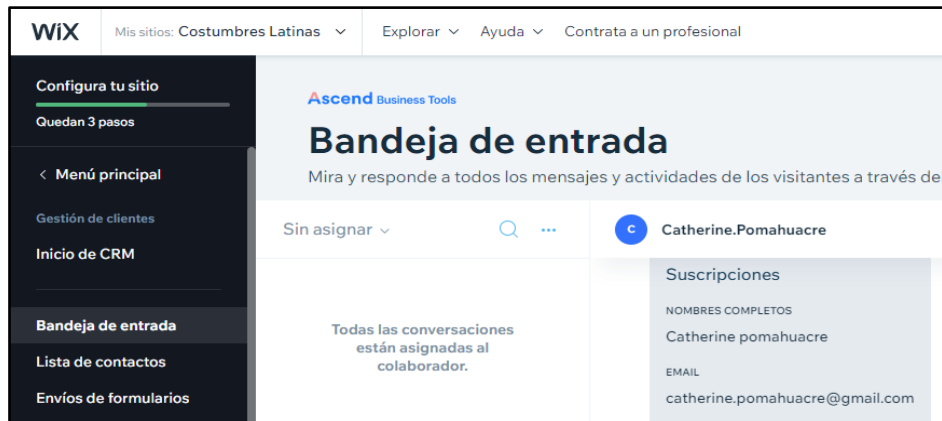 WiX
Mis sitios: Costumbres Latinas
Explorar
Ayuda
Contrata a un profesional
Configura tu sitio
Quedan 3 pasos
< Menú principal
Gestión de clientes
Inicio de CRM
Bandeja de entrada
Lista de contactos
Envíos de formularios
Ascend Business Tools
Bandeja de entrada
Mira y responde a todos los mensajes y actividades de los visitantes a través de
Sin asignar
...
Todas las conversaciones
están asignadas al
colaborador.
C
Catherine.Pomahuacre
Suscripciones
NOMBRES COMPLETOS
Catherine pomahuacre
EMAIL
catherine.pomahuacre@gmail.com